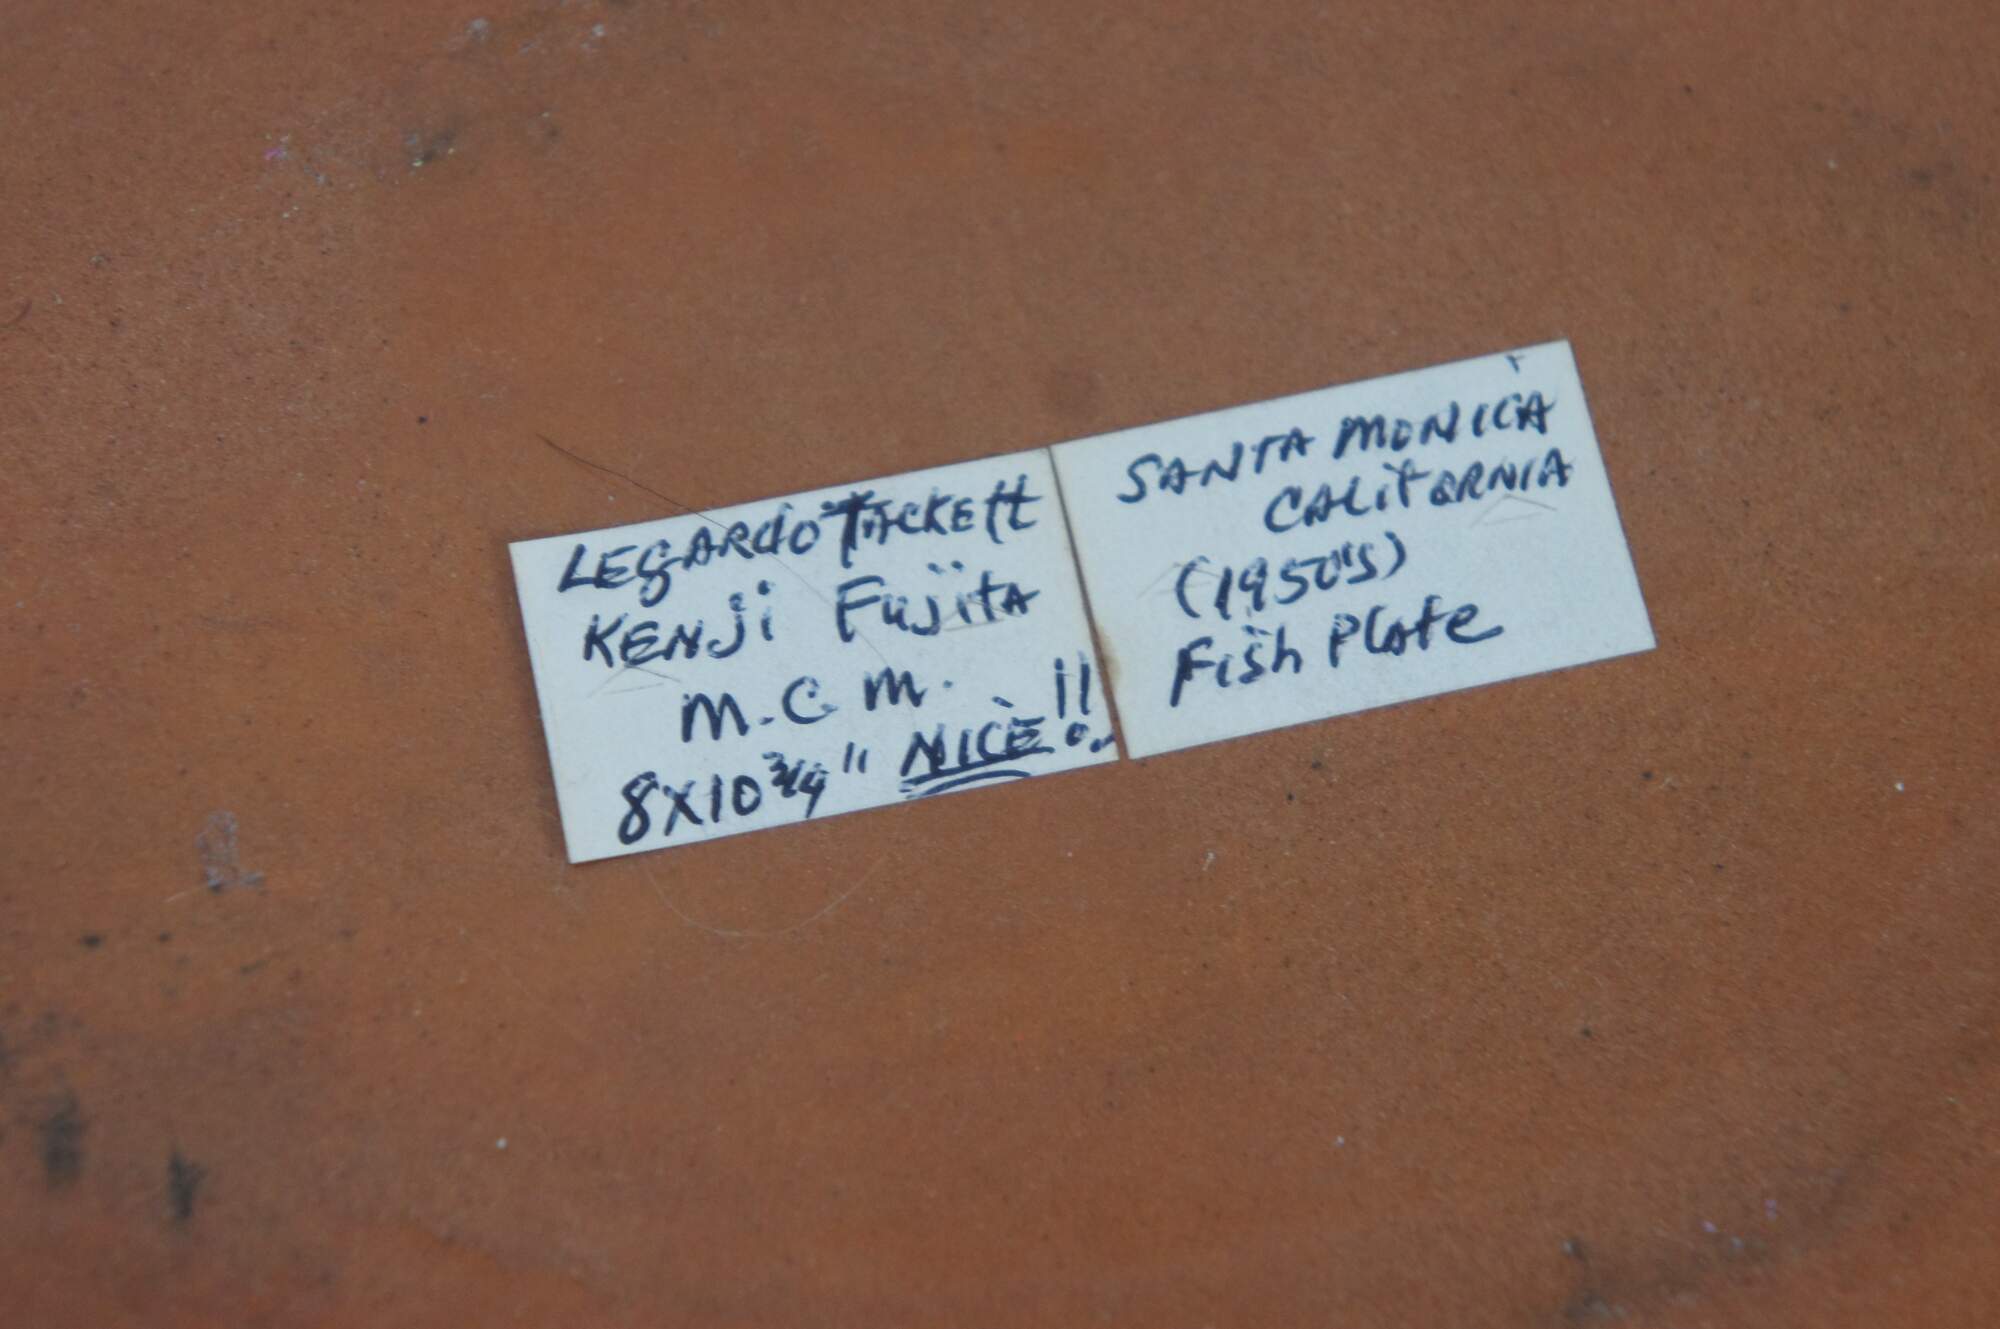 LEGARdo TACKEtt
KENji Fujita
M.C.M.
8X10 3/4" NICE!!
SANTA MONICA
CALIFORNIA
(1950'S)
Fish Plate